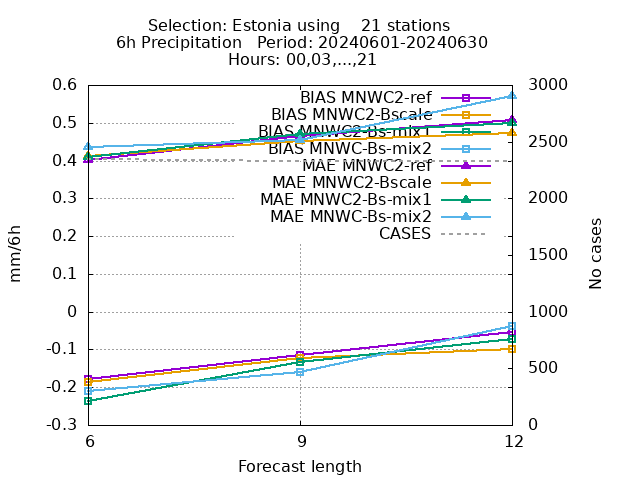 Selection: Estonia using    21 stations
6h Precipitation   Period: 20240601-20240630
Hours: 00,03,...,21
0.6
0.5
0.4
0.3
0.2
0.1
0
-0.1
-0.2
-0.3
3000
2500
2000
1500
1000
500
0
BIAS MNWC2-ref
BIAS MNWC2-Bscale
BIAS MNWC2-Bs-mix1
BIAS MNWC-Bs-mix2
MAE MNWC2-ref
MAE MNWC2-Bscale
MAE MNWC2-Bs-mix1
MAE MNWC-Bs-mix2
CASES
mm/6h
No cases
6
9
12
Forecast length